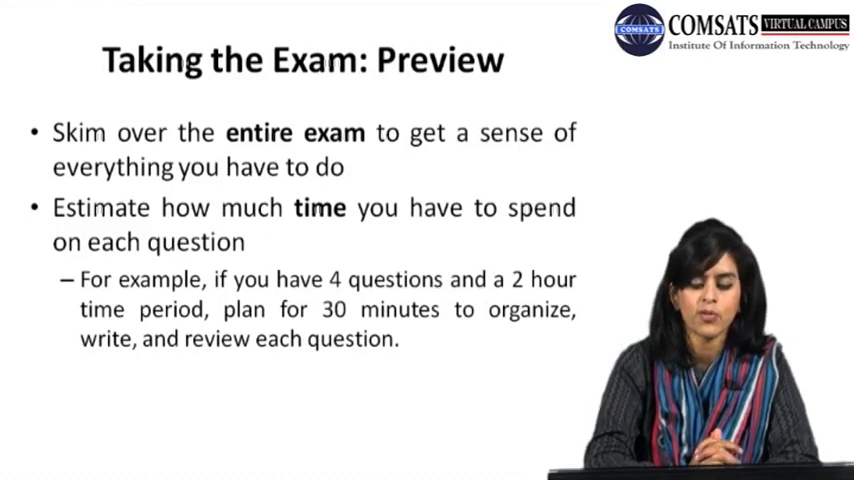 COMSATS VIRTUAL CAMPUS
COMSATS
Institute Of Information Technology
Taking the Exam: Preview
• Skim over the entire exam to get a sense of
everything you have to do
• Estimate how much time you have to spend
on each question
– For example, if you have 4 questions and a 2 hour
time period, plan for 30 minutes to organize,
write, and review each question.